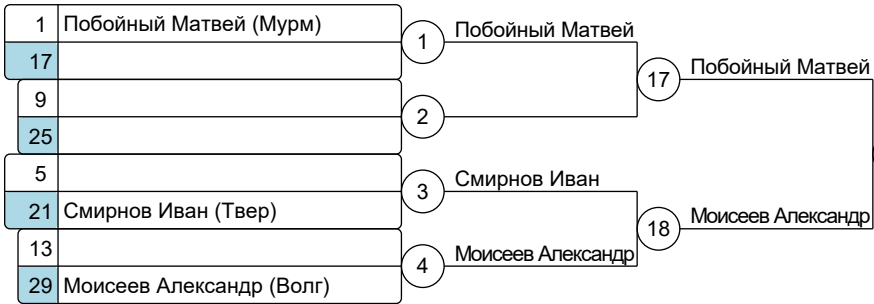 1 Побойный Матвей (Мурм)
17
9
25
5
21 Смирнов Иван (Твер)
13
29 Моисеев Александр (Волг)
1
2
3
4
Побойный Матвей
Смирнов Иван
Моисеев Александр
17
18
Побойный Матвей
Моисеев Александр